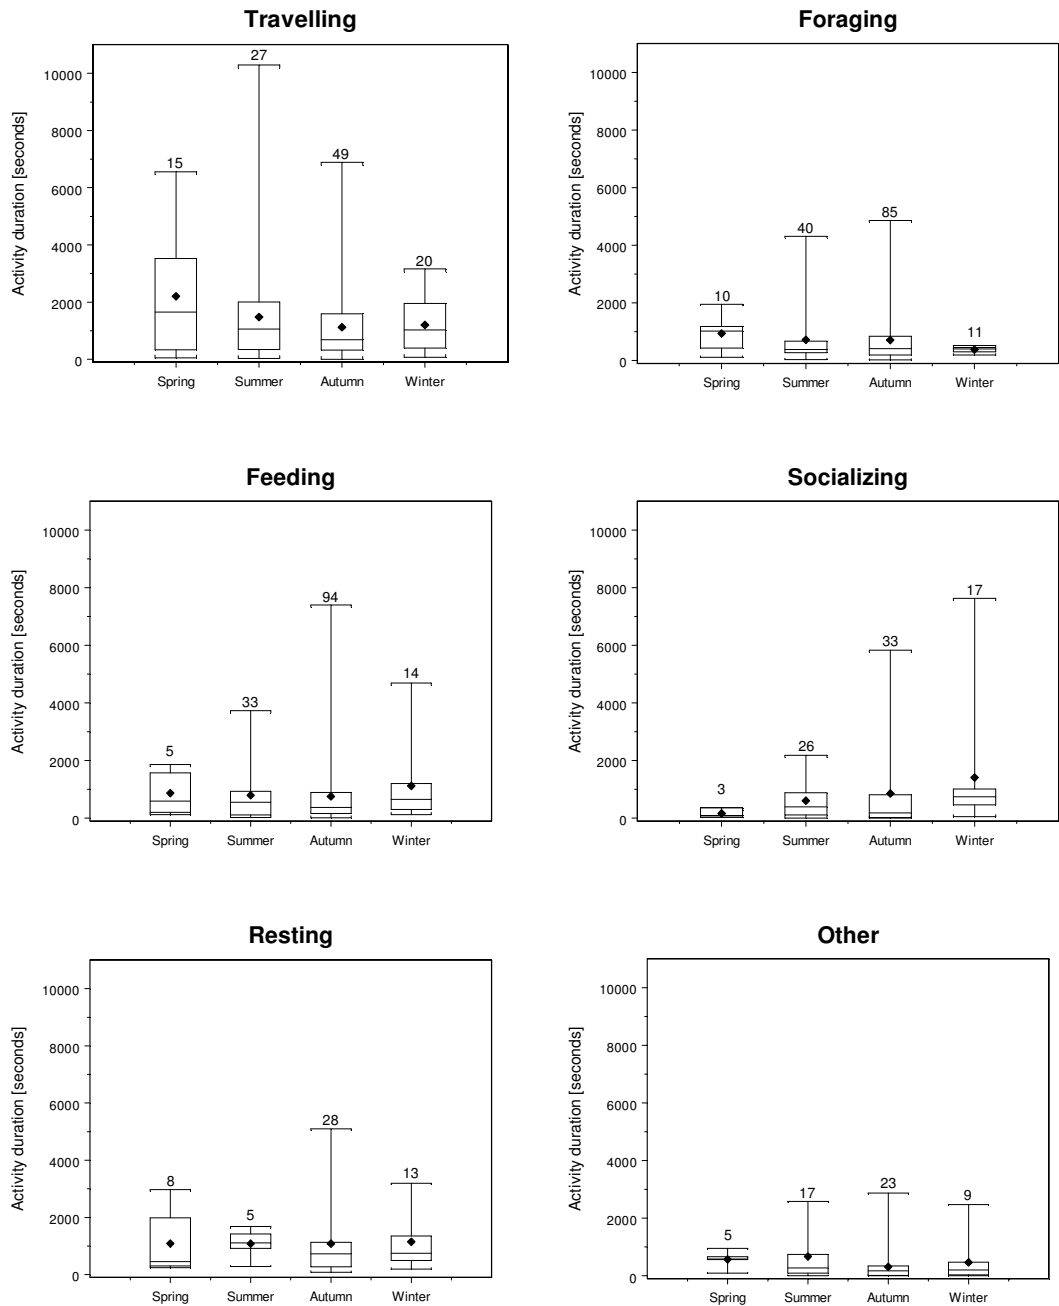 Travelling
Foraging
Activity duration [seconds]
10000
8000
6000
4000
2000
0
15
27
49
20
Spring
Summer
Autumn
Winter
Activity duration [seconds]
10000
8000
6000
4000
2000
0
10
40
85
11
Spring
Summer
Autumn
Winter
Feeding
Socializing
Activity duration [seconds]
10000
8000
6000
4000
2000
0
5
33
94
14
Spring
Summer
Autumn
Winter
Activity duration [seconds]
10000
8000
6000
4000
2000
0
3
26
33
17
Spring
Summer
Autumn
Winter
Resting
Other
Activity duration [seconds]
10000
8000
6000
4000
2000
0
8
5
28
13
Spring
Summer
Autumn
Winter
Activity duration [seconds]
10000
8000
6000
4000
2000
0
5
17
23
9
Spring
Summer
Autumn
Winter